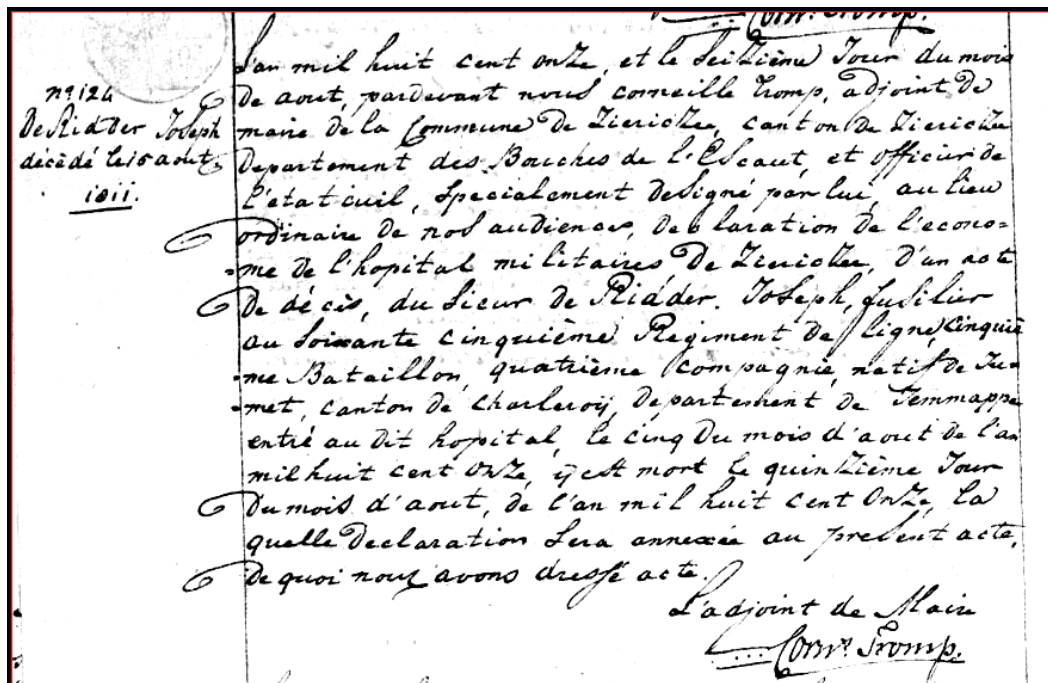 Corn.s Tromp.
L'an mil huit cent onze, et le seizième Jour du mois
de aout, pardevant nous corneille Tromp, adjoint de
maire de la Commune de Zierickzee, canton de Zierickzee
Departement des Bouches de l'Escaut, et officier de
l'état civil, specialement designé par lui, au lieu
ordinaire de nos audiences, declaration de l'econo=
=me de l'hopital militaires de Zierickzee, d'un acte
de décès, du sieur de Ridder. Joseph, fusilier
au soixante cinquième Regiment de ligne, cinquiè
=me Bataillon, quatrième compagnie, natif de Ju=
=met, canton de Charleroij, departement de Jemmappe
entré au dit hopital, le cinq du mois d'aout de l'an
mil huit cent onze, ij est mort le quinzième Jour
du mois d'aout, de l'an mil huit cent onze, la
quelle declaration sera annexée au present acte,
de quoi nous avons dressé acte.
L'adjoint de Maire
Corn.s Tromp.
n.o 124
De Ridder Joseph
décédé le 15 aout
1811.